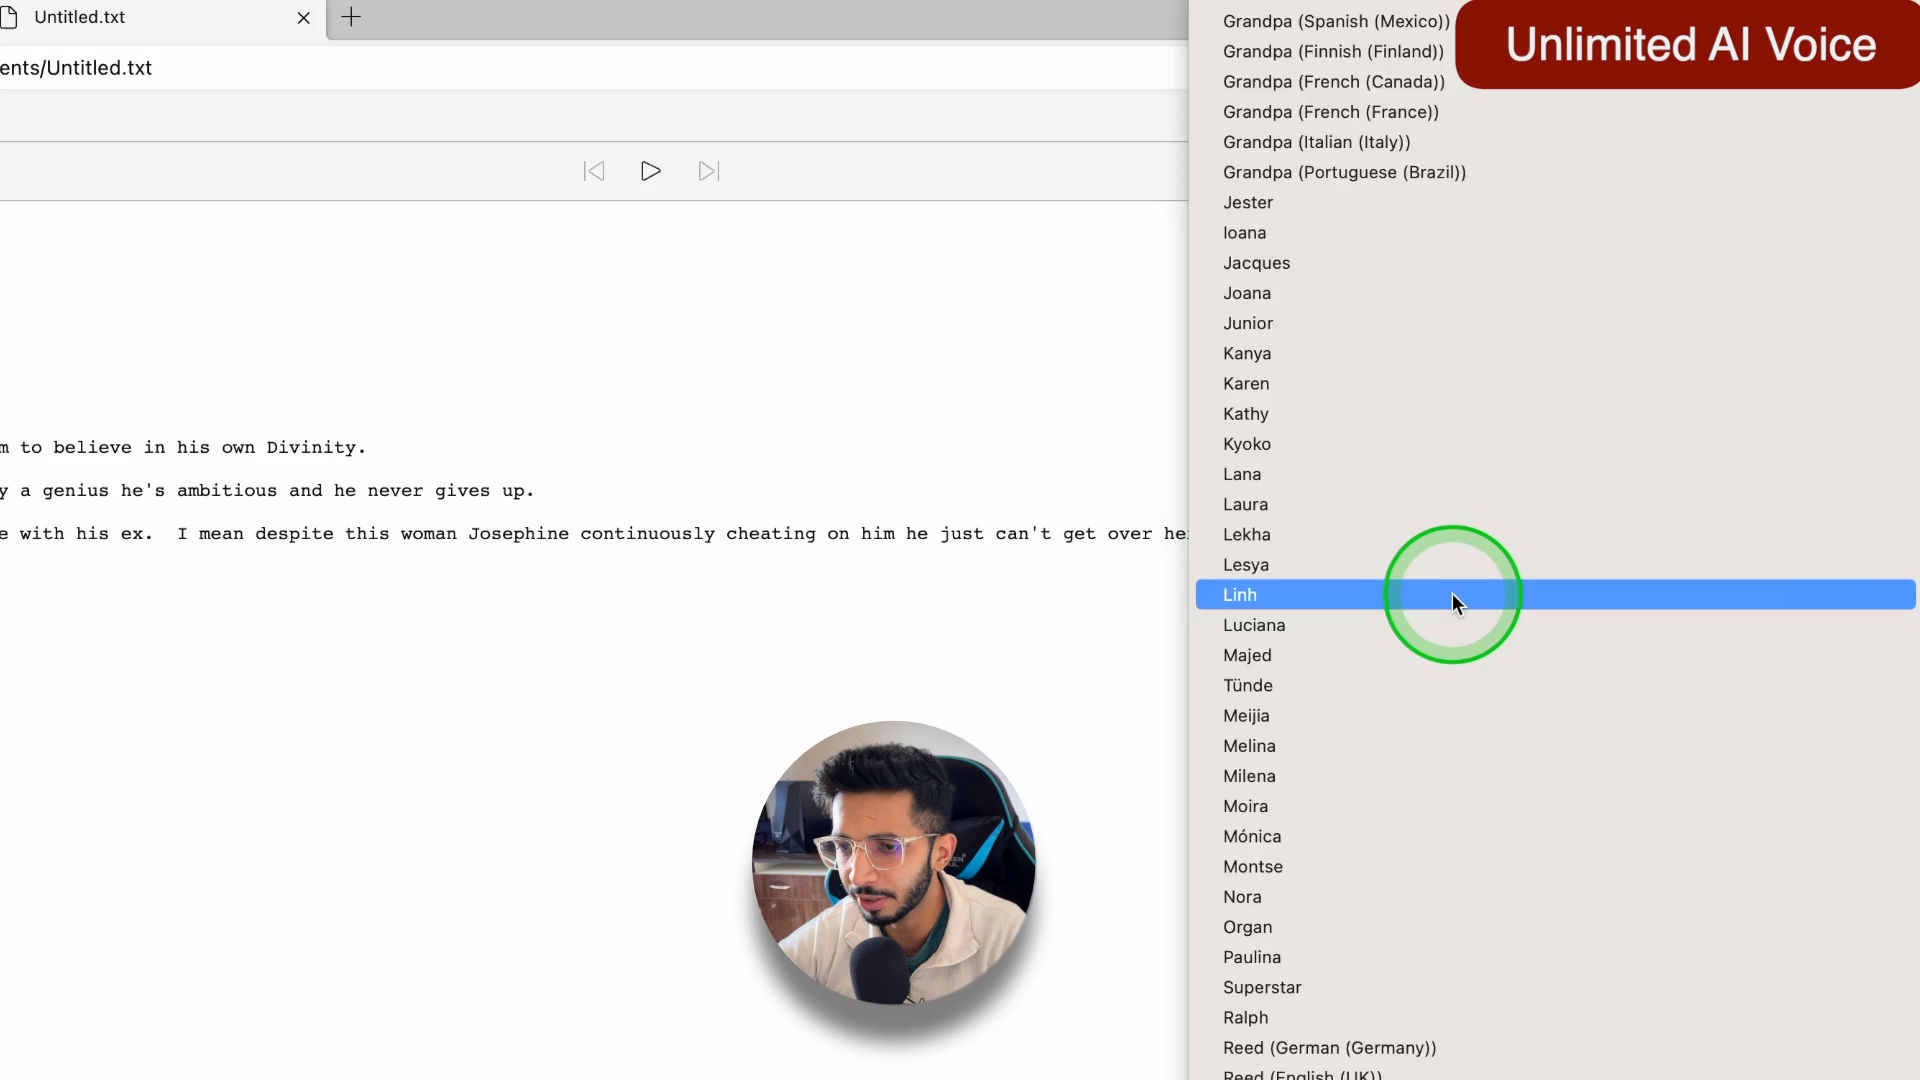 Untitled.txt
ents/Untitled.txt
m to believe in his own Divinity.
y a genius he's ambitious and he never gives up.
e with his ex.  I mean despite this woman Josephine continuously cheating on him he just can't get over he
Unlimited AI Voice
Grandpa (Spanish (Mexico))
Grandpa (Finnish (Finland))
Grandpa (French (Canada))
Grandpa (French (France))
Grandpa (Italian (Italy))
Grandpa (Portuguese (Brazil))
Jester
Ioana
Jacques
Joana
Junior
Kanya
Karen
Kathy
Kyoko
Lana
Laura
Lekha
Lesya
Linh
Luciana
Majed
Tünde
Meijia
Melina
Milena
Moira
Mónica
Montse
Nora
Organ
Paulina
Superstar
Ralph
Reed (German (Germany))
Reed (English (UK))